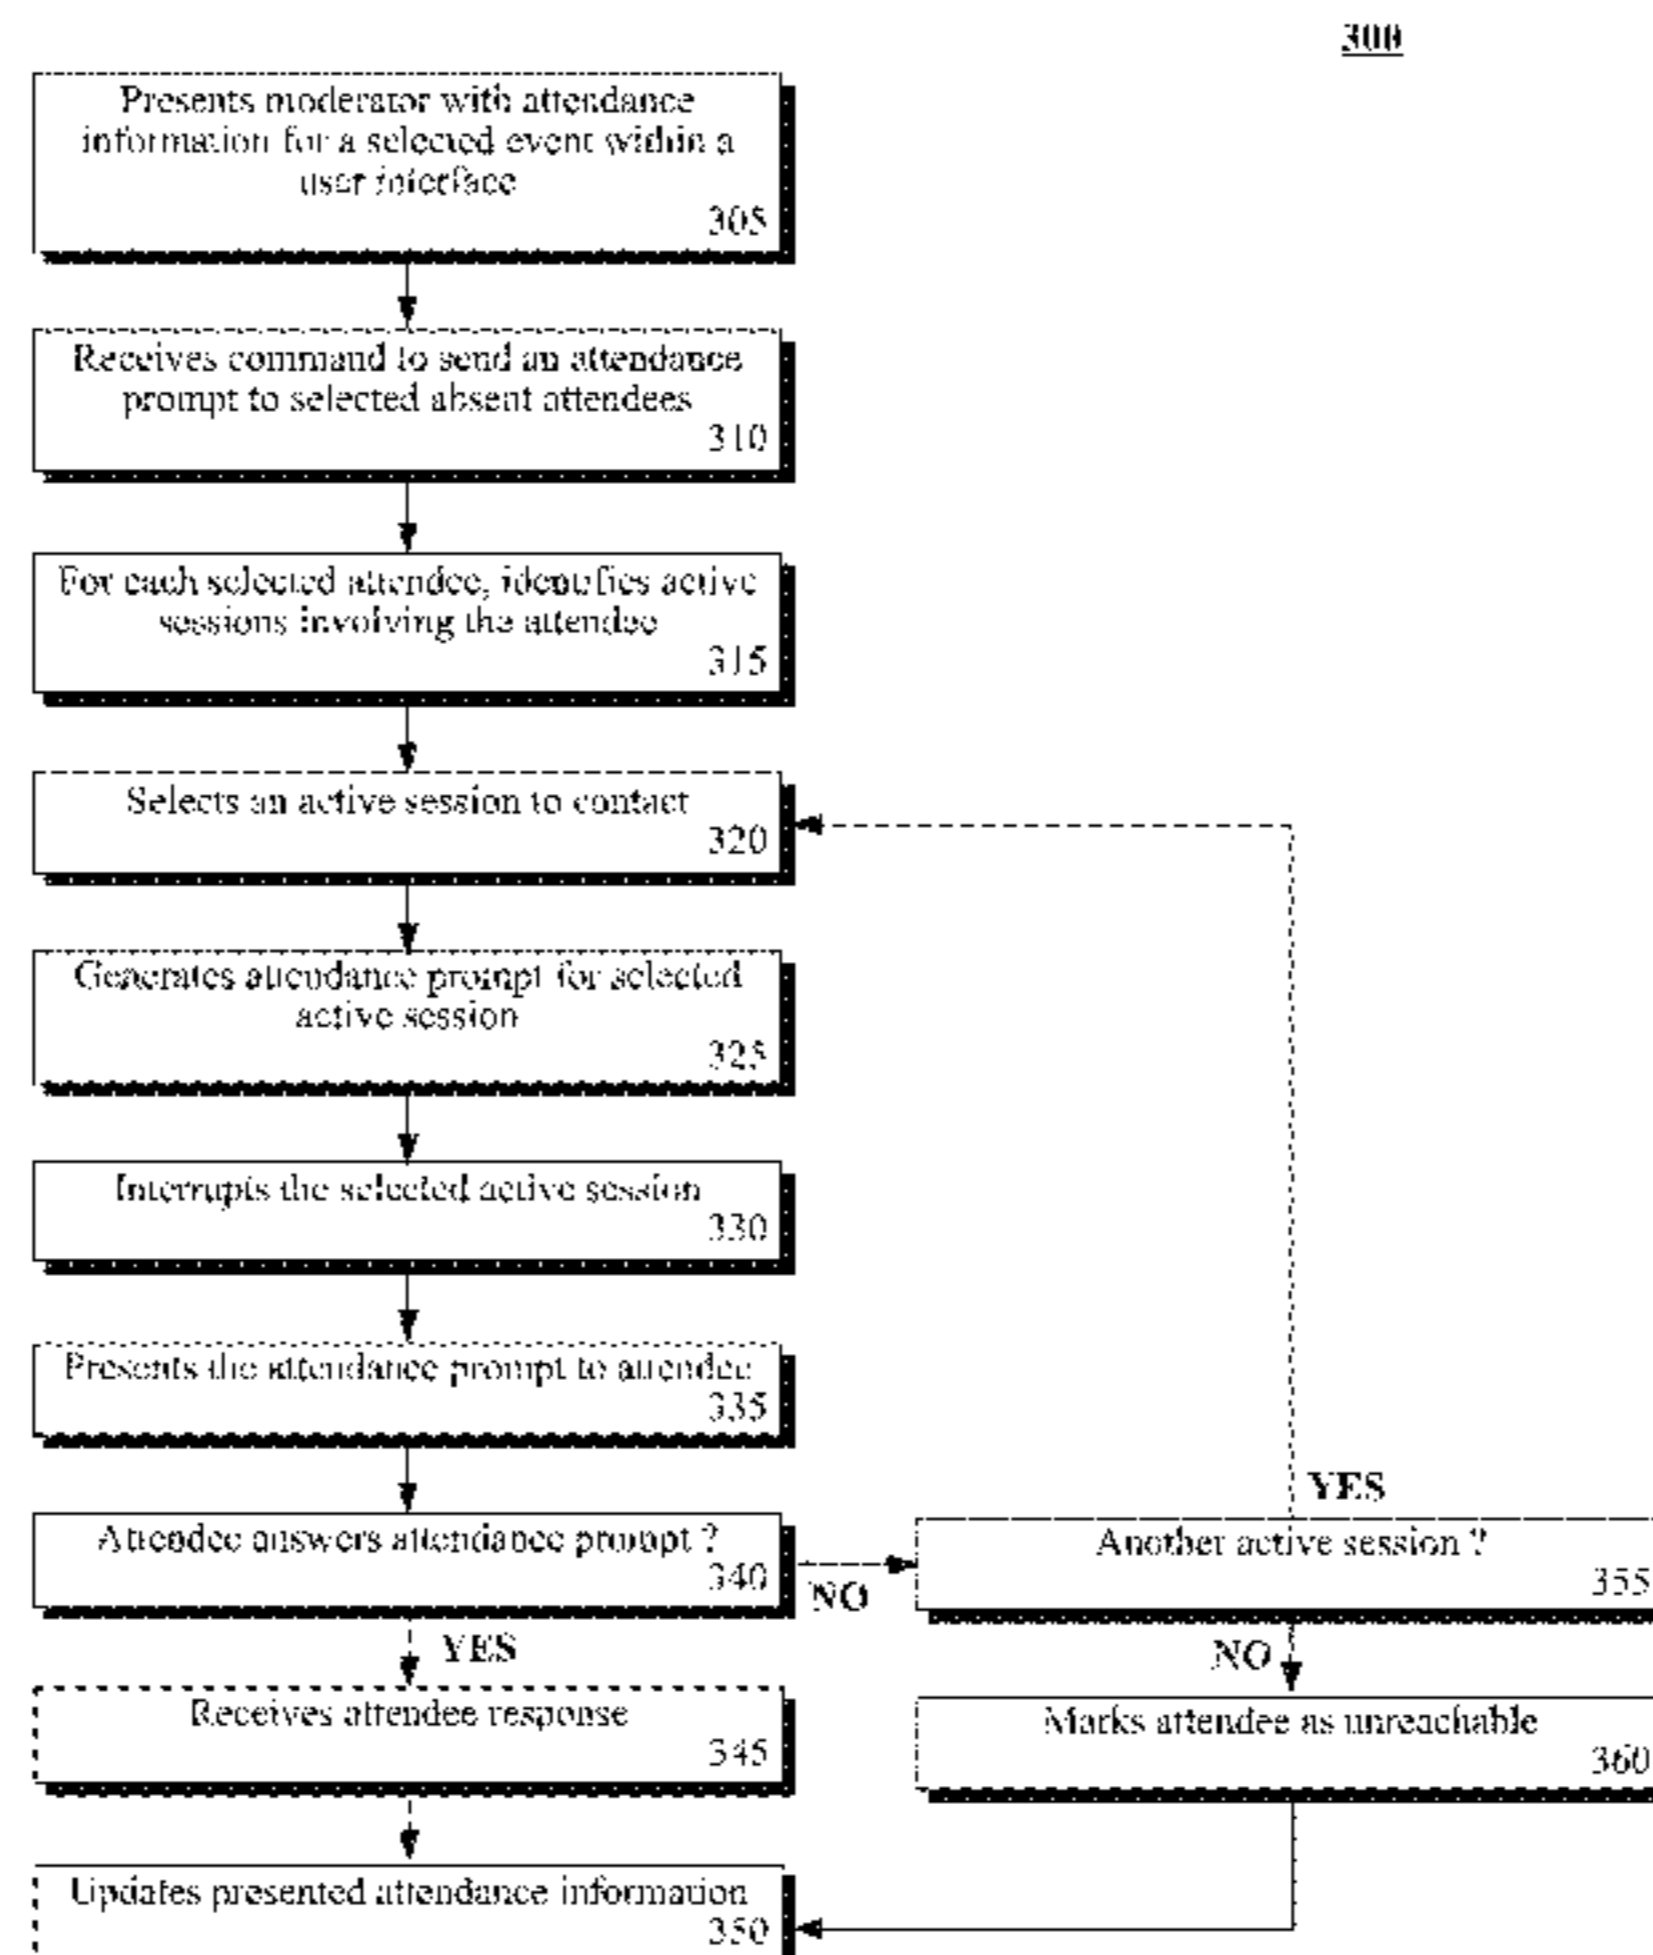 300
Presents moderator with attendance
information for a selected event within a
user interface
305
Receives command to send an attendance
prompt to selected absent attendees
310
For each selected attendee, identifies active
sessions involving the attendee
315
Selects an active session to contact
320
Generates attendance prompt for selected
active session
325
Interrupts the selected active session
330
Presents the attendance prompt to attendee
335
Attendee answers attendance prompt ?
340
NO
YES
Another active session ?
355
YES
NO
Receives attendee response
345
Marks attendee as unreachable
360
Updates presented attendance information
350